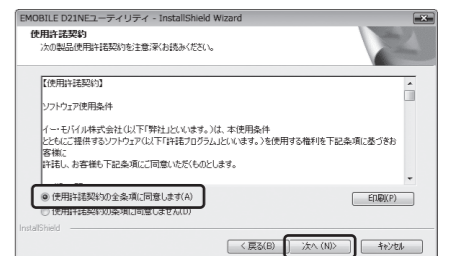 EMOBILE D21NEユーティリティ - InstallShield Wizard
使用許諾契約
次の製品使用許諾契約を注意深くお読みください。
【使用許諾契約】
ソフトウェア使用条件
イー・モバイル株式会社(以下「弊社」といいます。)は、本使用条件
とともにご提供するソフトウェア(以下「許諾プログラム」といいます。)を使用する権利を下記条項に基づきお
客様に
許諾し、お客様も下記条項にご同意いただくものとします。
使用許諾契約の全条項に同意します(A)
使用許諾契約の条項に同意しません(D)
印刷(P)
InstallShield
< 戻る(B)
次へ (N)>
キャンセル